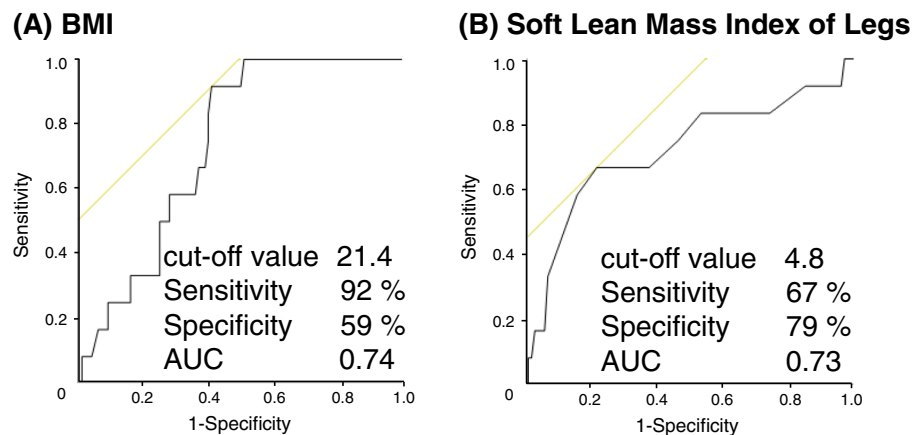 (A) BMI
1.0
0.8
0.6
0.4
0.2
0
Sensitivity
cut-off value 21.4
Sensitivity 92 %
Specificity 59 %
AUC 0.74
0.2 0.4 0.6 0.8 1.0
1-Specificity
(B) Soft Lean Mass Index of Legs
1.0
0.8
0.6
0.4
0.2
0
Sensitivity
cut-off value 4.8
Sensitivity 67 %
Specificity 79 %
AUC 0.73
0.2 0.4 0.6 0.8 1.0
1-Specificity